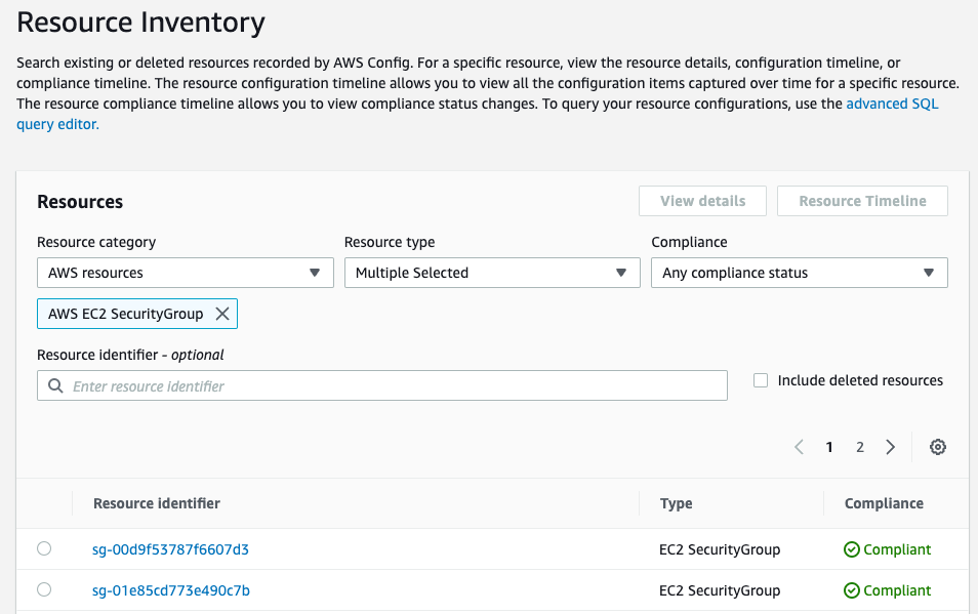 Resource Inventory
Search existing or deleted resources recorded by AWS Config. For a specific resource, view the resource details, configuration timeline, or
compliance timeline. The resource configuration timeline allows you to view all the configuration items captured over time for a specific resource.
The resource compliance timeline allows you to view compliance status changes. To query your resource configurations, use the advanced SQL
query editor.
Resources
View details
Resource Timeline
Resource category
Resource type
Compliance
AWS resources
Multiple Selected
Any compliance status
AWS EC2 SecurityGroup
Resource identifier - optional
Enter resource identifier
Include deleted resources
1 2
Resource identifier Type Compliance
sg-00d9f53787f6607d3 EC2 SecurityGroup Compliant
sg-01e85cd773e490c7b EC2 SecurityGroup Compliant